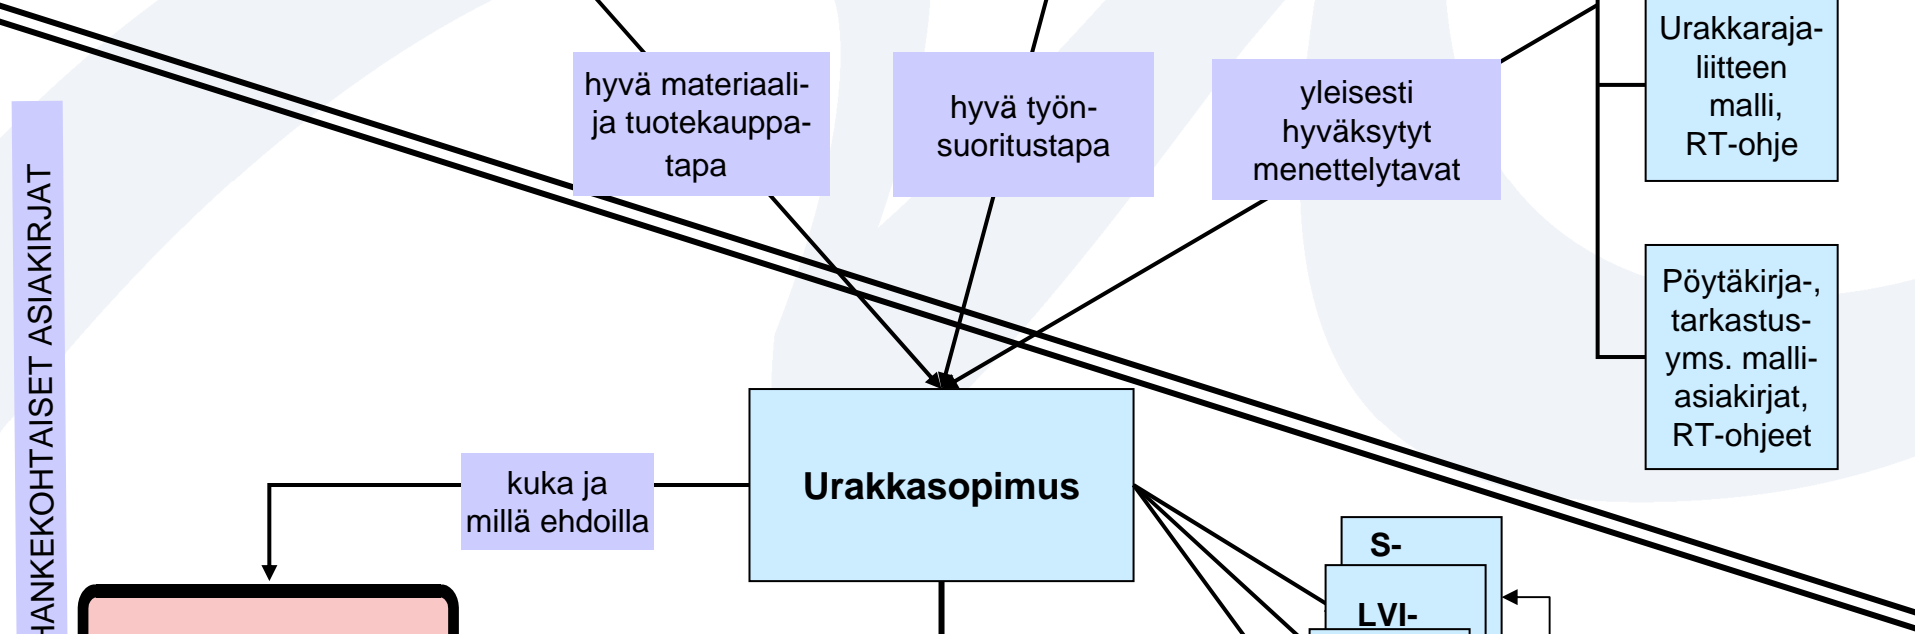 Urakkaraja-
liitteen
malli,
RT-ohje
hyvä materiaali-
ja tuotekauppa-
tapa
hyvä työn-
suoritustapa
yleisesti
hyväksytyt
menettelytavat
HANKEKOHTAISET ASIAKIRJAT
Pöytäkirja-,
tarkastus-
yms. malli-
asiakirjat,
RT-ohjeet
kuka ja
millä ehdoilla
Urakkasopimus
S-
LVI-